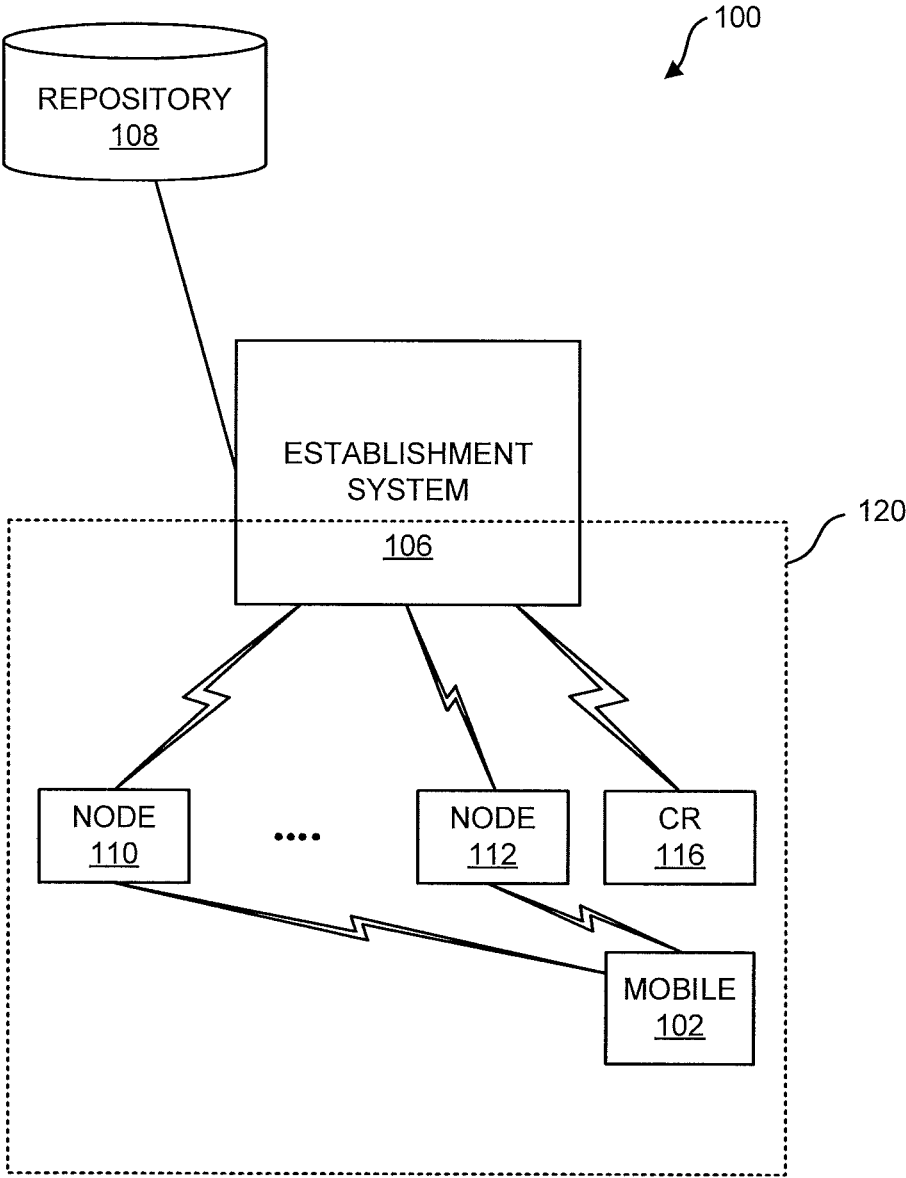 100
REPOSITORY
108
ESTABLISHMENT
SYSTEM
106
120
NODE
110
....
NODE
112
CR
116
MOBILE
102